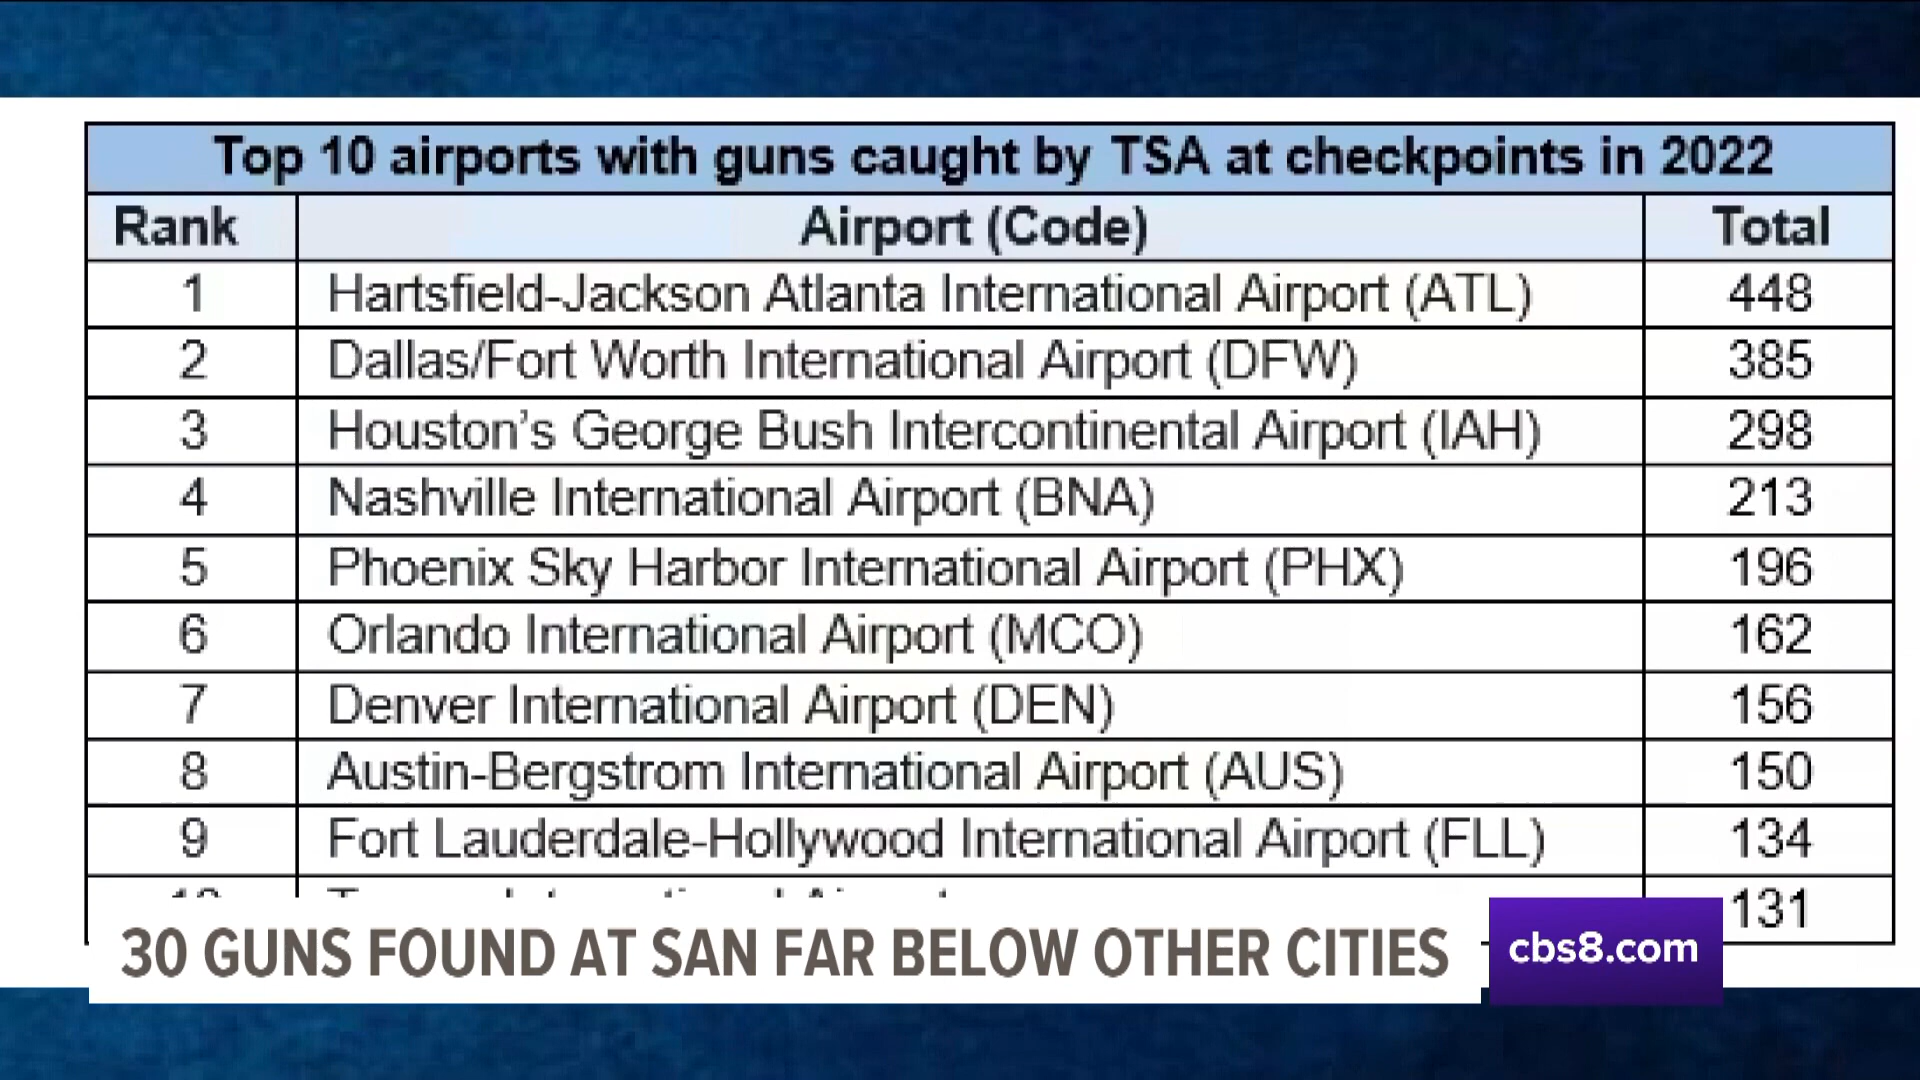 Top 10 airports with guns caught by TSA at checkpoints in 2022
Rank Airport (Code) Total
1 Hartsfield-Jackson Atlanta International Airport (ATL) 448
2 Dallas/Fort Worth International Airport (DFW) 385
3 Houston’s George Bush Intercontinental Airport (IAH) 298
4 Nashville International Airport (BNA) 213
5 Phoenix Sky Harbor International Airport (PHX) 196
6 Orlando International Airport (MCO) 162
7 Denver International Airport (DEN) 156
8 Austin-Bergstrom International Airport (AUS) 150
9 Fort Lauderdale-Hollywood International Airport (FLL) 134
131
30 GUNS FOUND AT SAN FAR BELOW OTHER CITIES
cbs8.com